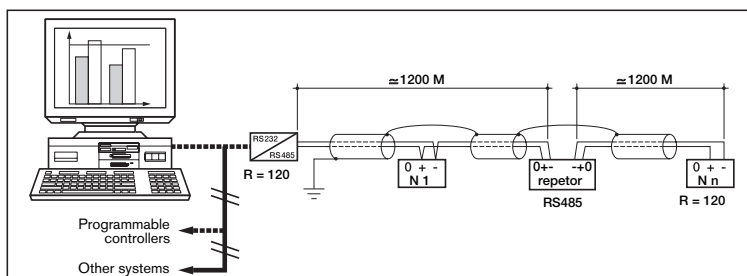 ≃1200 M
≃1200 M
RS232
RS485
R = 120
0 + -
N 1
0+-
-+0
repetor
RS485
0 + -
N n
R = 120
Programmable
controllers
Other systems